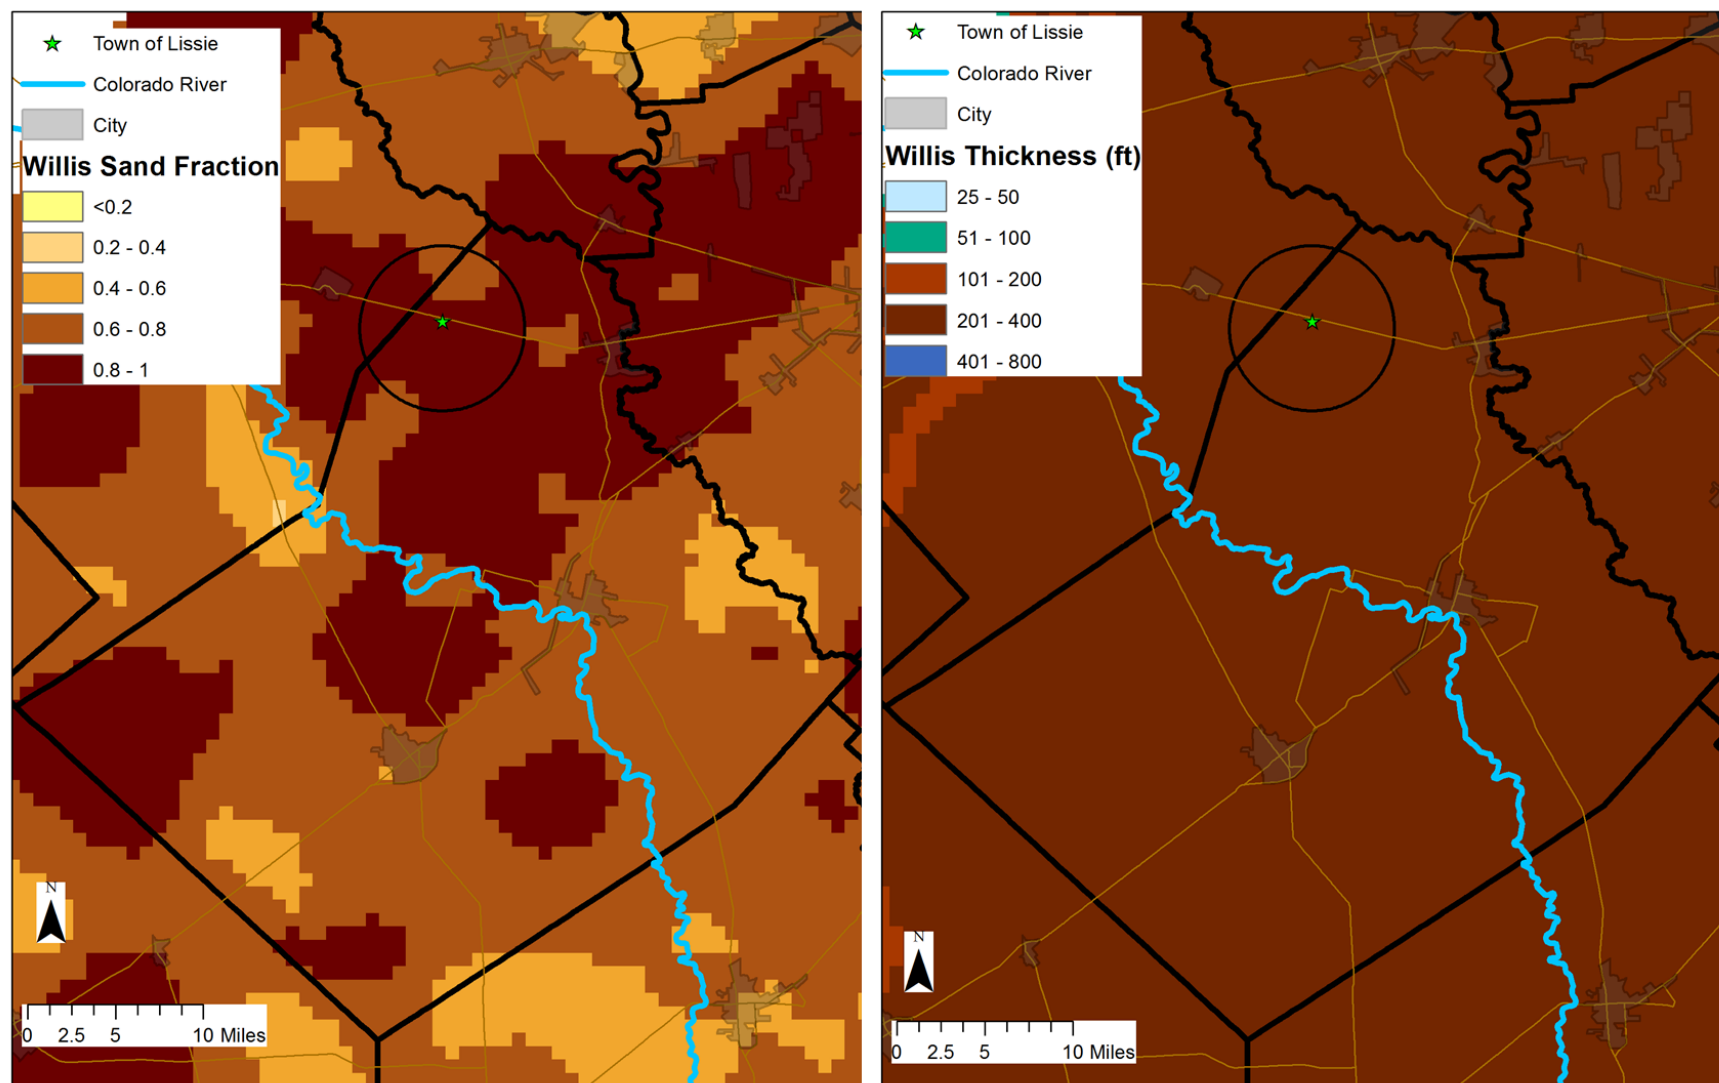 Town of Lissie
Colorado River
City
Willis Sand Fraction
<0.2
0.2 - 0.4
0.4 - 0.6
0.6 - 0.8
0.8 - 1
N
0 2.5 5 10 Miles
Town of Lissie
Colorado River
City
Willis Thickness (ft)
25 - 50
51 - 100
101 - 200
201 - 400
401 - 800
N
0 2.5 5 10 Miles